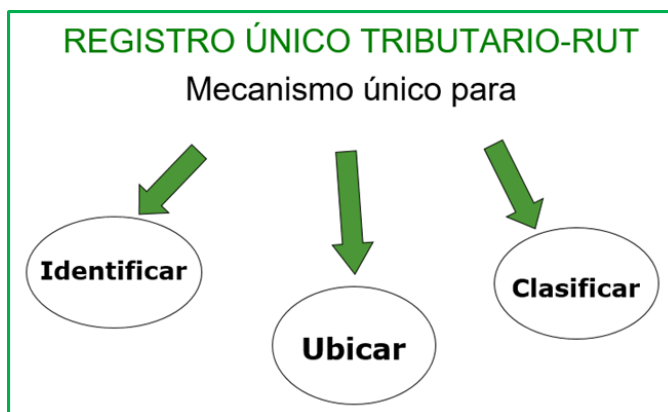 REGISTRO ÚNICO TRIBUTARIO-RUT
Mecanismo único para
Identificar
Ubicar
Clasificar